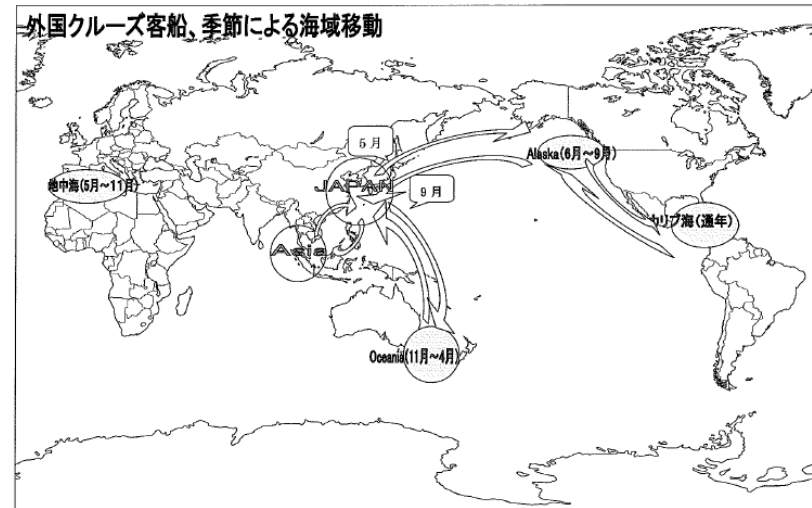 外国クルーズ客船、季節による海域移動
5月
Alaska(6月～9月)
地中海(5月～11月)
JAPAN
9月
カリブ海(通年)
Asia
Oceania(11月～4月)